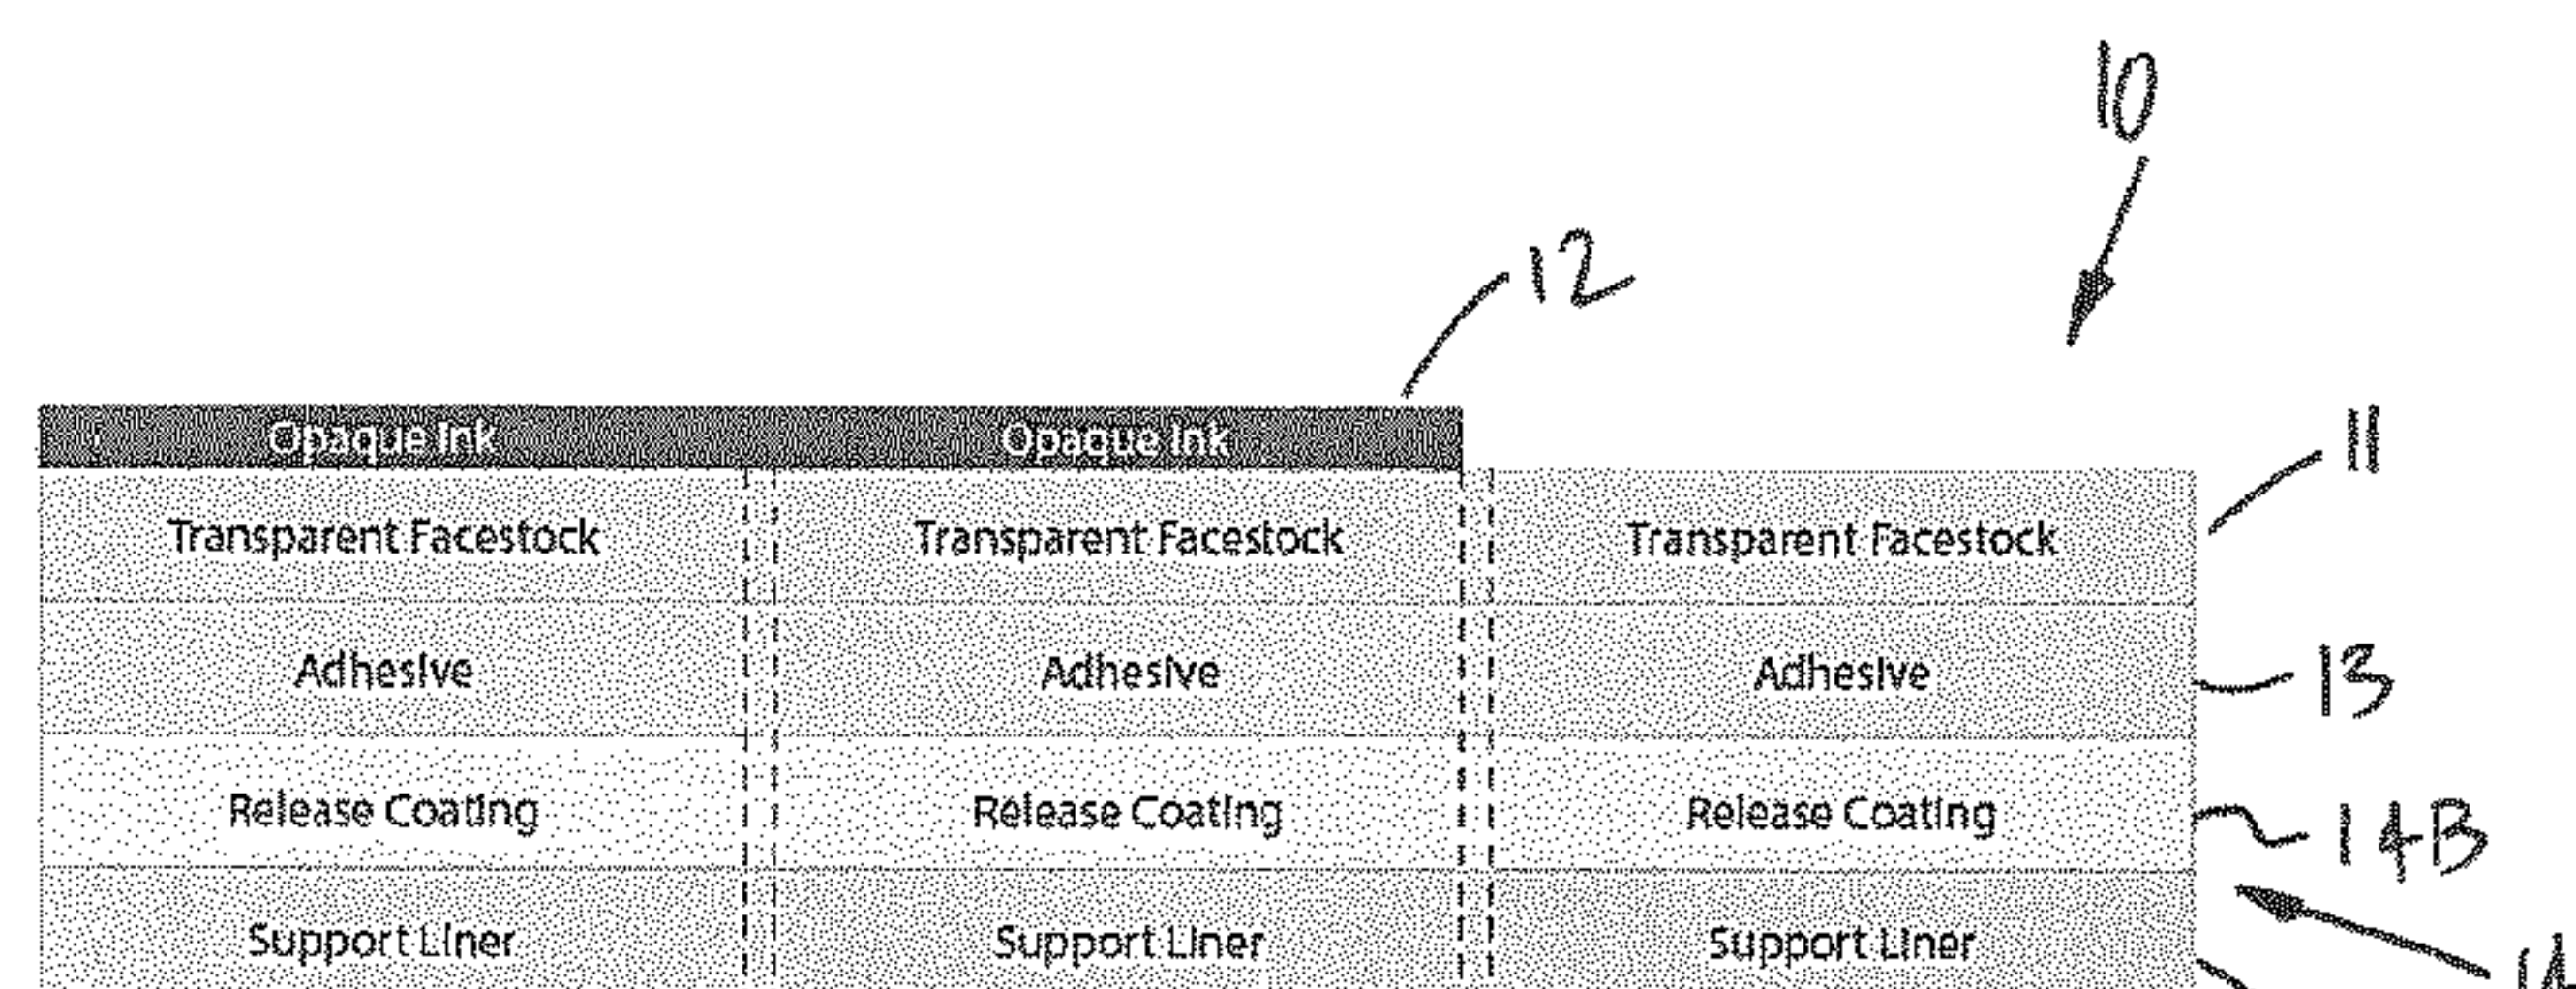 10
12
Opaque Ink Opaque Ink
11
Transparent Facestock Transparent Facestock Transparent Facestock
Adhesive Adhesive Adhesive
13
Release Coating Release Coating Release Coating
14B
Support Liner Support Liner Support Liner